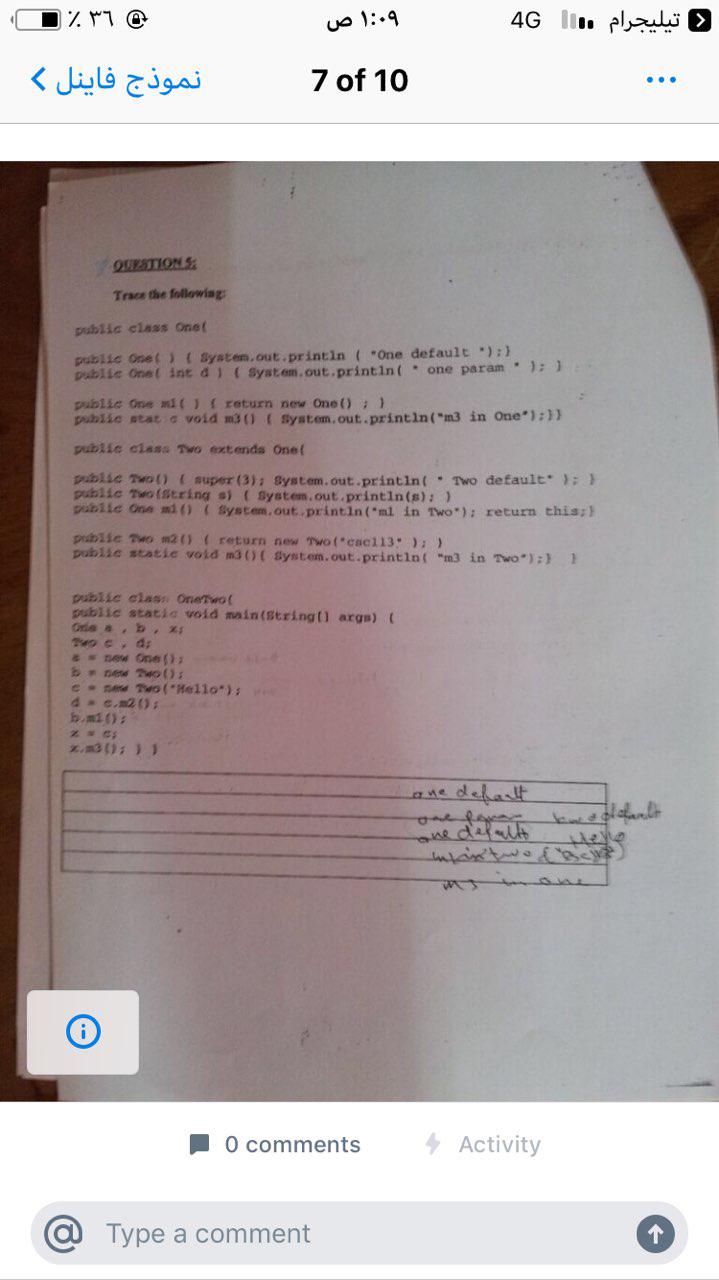 ٪ ٣٦
١:٠٩ ص
4G
تيليجرام
نموذج فاينل
7 of 10
QUESTION 5:
Trace the following:
public class One{
public One( ) { System.out.println ( "One default ");}
public One( int d ) { System.out.println( " one param " ); }
public One m1( ) { return new One() ; }
public stat c void m3() { System.out.println("m3 in One");}}
public class Two extends One{
public Two() { super(3); System.out.println( " Two default" ); }
public Two(String s) { System.out.println(s); }
public One m1() { System.out.println("m1 in Two"); return this;}
public Two m2() { return new Two("csc113" ); }
public static void m3(){ System.out.println( "m3 in Two");} }
public class OneTwo{
public static void main(String[] args) {
One a , b , x;
Two c , d;
a = new One();
b = new Two();
c = new Two("Hello");
d = c.m2();
b.m1();
x = c;
x.m3(); } }
one default
one default
one default Hello
m3 in one
0 comments
Activity
@ Type a comment